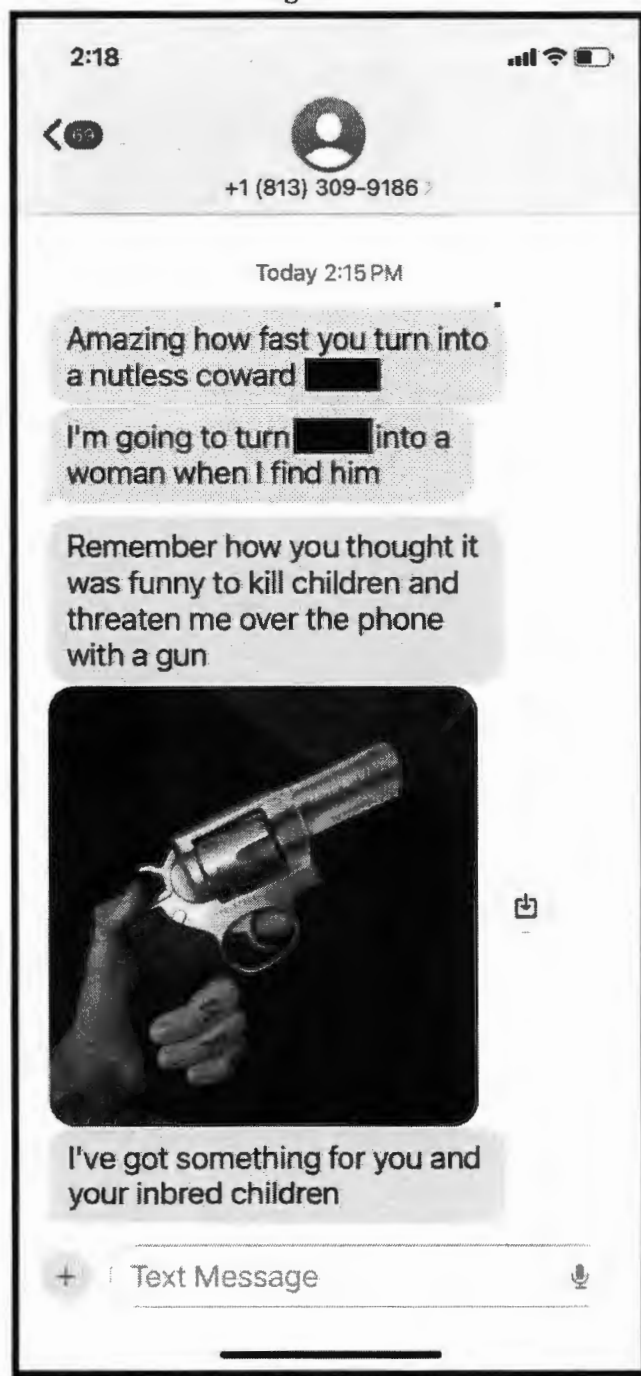 2:18
69
+1 (813) 309-9186 >
Today 2:15 PM
Amazing how fast you turn into
a nutless coward
I'm going to turn into a
woman when I find him
Remember how you thought it
was funny to kill children and
threaten me over the phone
with a gun
I've got something for you and
your inbred children
+ Text Message